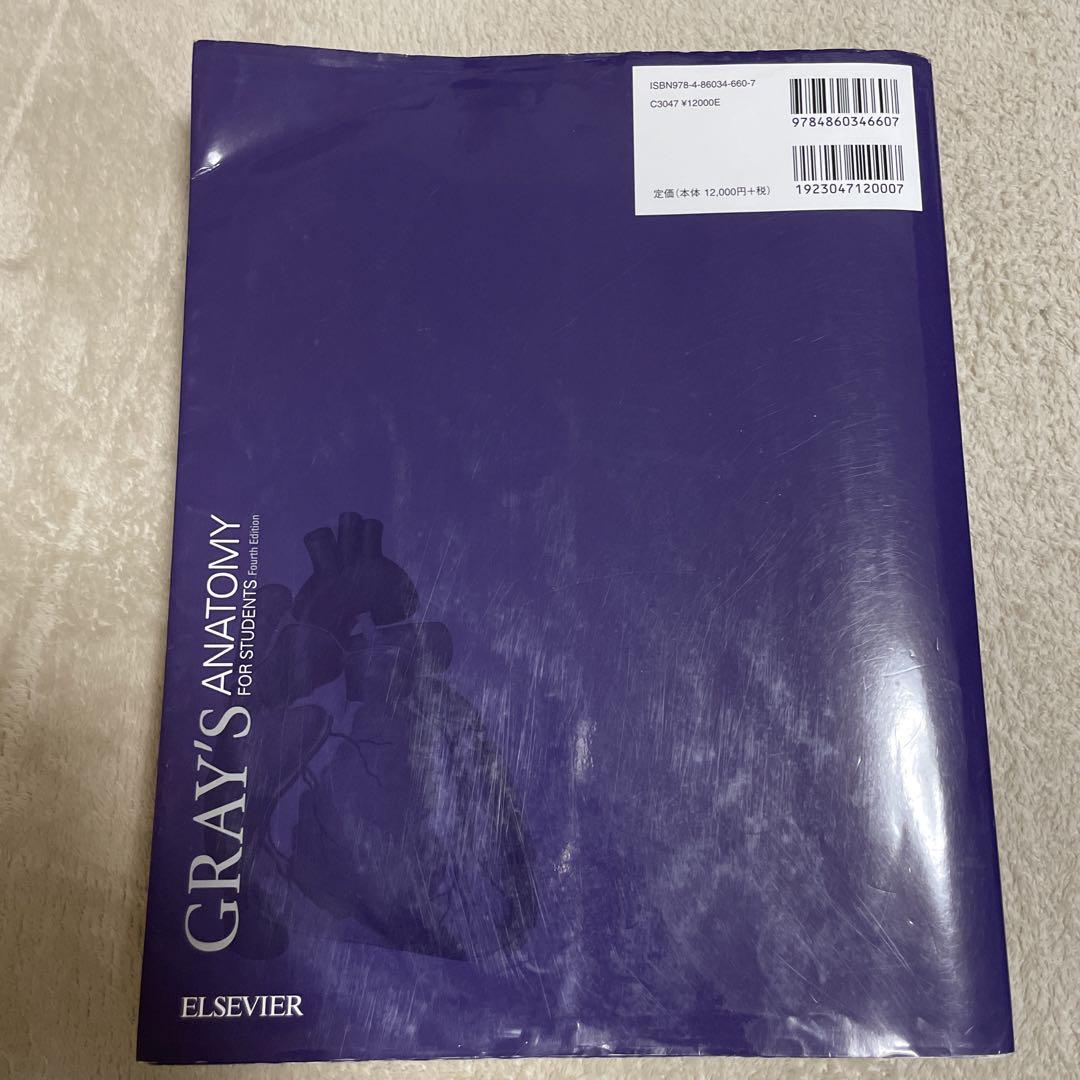 ISBN978-4-86034-660-7
C3047 ¥12000E
9784860346607
定価(本体 12,000円+税)
1923047120007
GRAY'S ANATOMY
FOR STUDENTS Fourth Edition
ELSEVIER